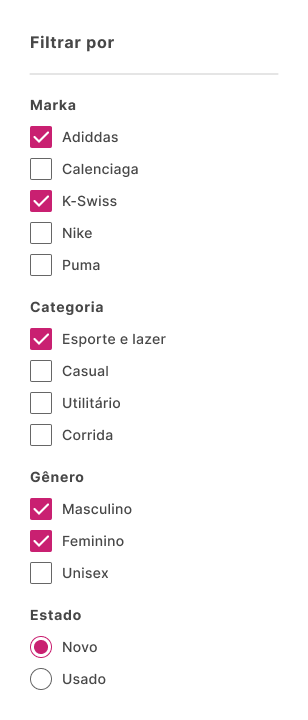 Filtrar por
Marka
Adiddas
Calenciaga
K-Swiss
Nike
Puma
Categoria
Esporte e lazer
Casual
Utilitário
Corrida
Gênero
Masculino
Feminino
Unisex
Estado
Novo
Usado